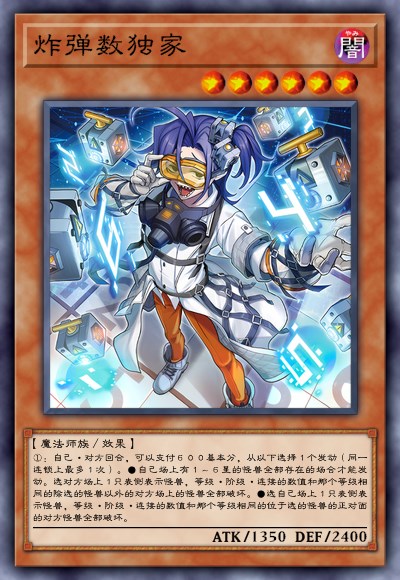 炸弹数独家
やみ
闇
4
6
5
【魔法师族／效果】
①：自己·对方回合，可以支付６００基本分，从以下选择１个发动（同一
连锁上最多１次）。●自己场上有１～６星的怪兽全部存在的场合才能发
动。选对方场上１只表侧表示怪兽，等级·阶级·连接的数值和那个等级相
同的除选的怪兽以外的对方场上的怪兽全部破坏。●选自己场上１只表侧表
示怪兽，等级·阶级·连接的数值和那个等级相同的位于选的怪兽的正对面
的对方怪兽全部破坏。
ATK/1350 DEF/2400